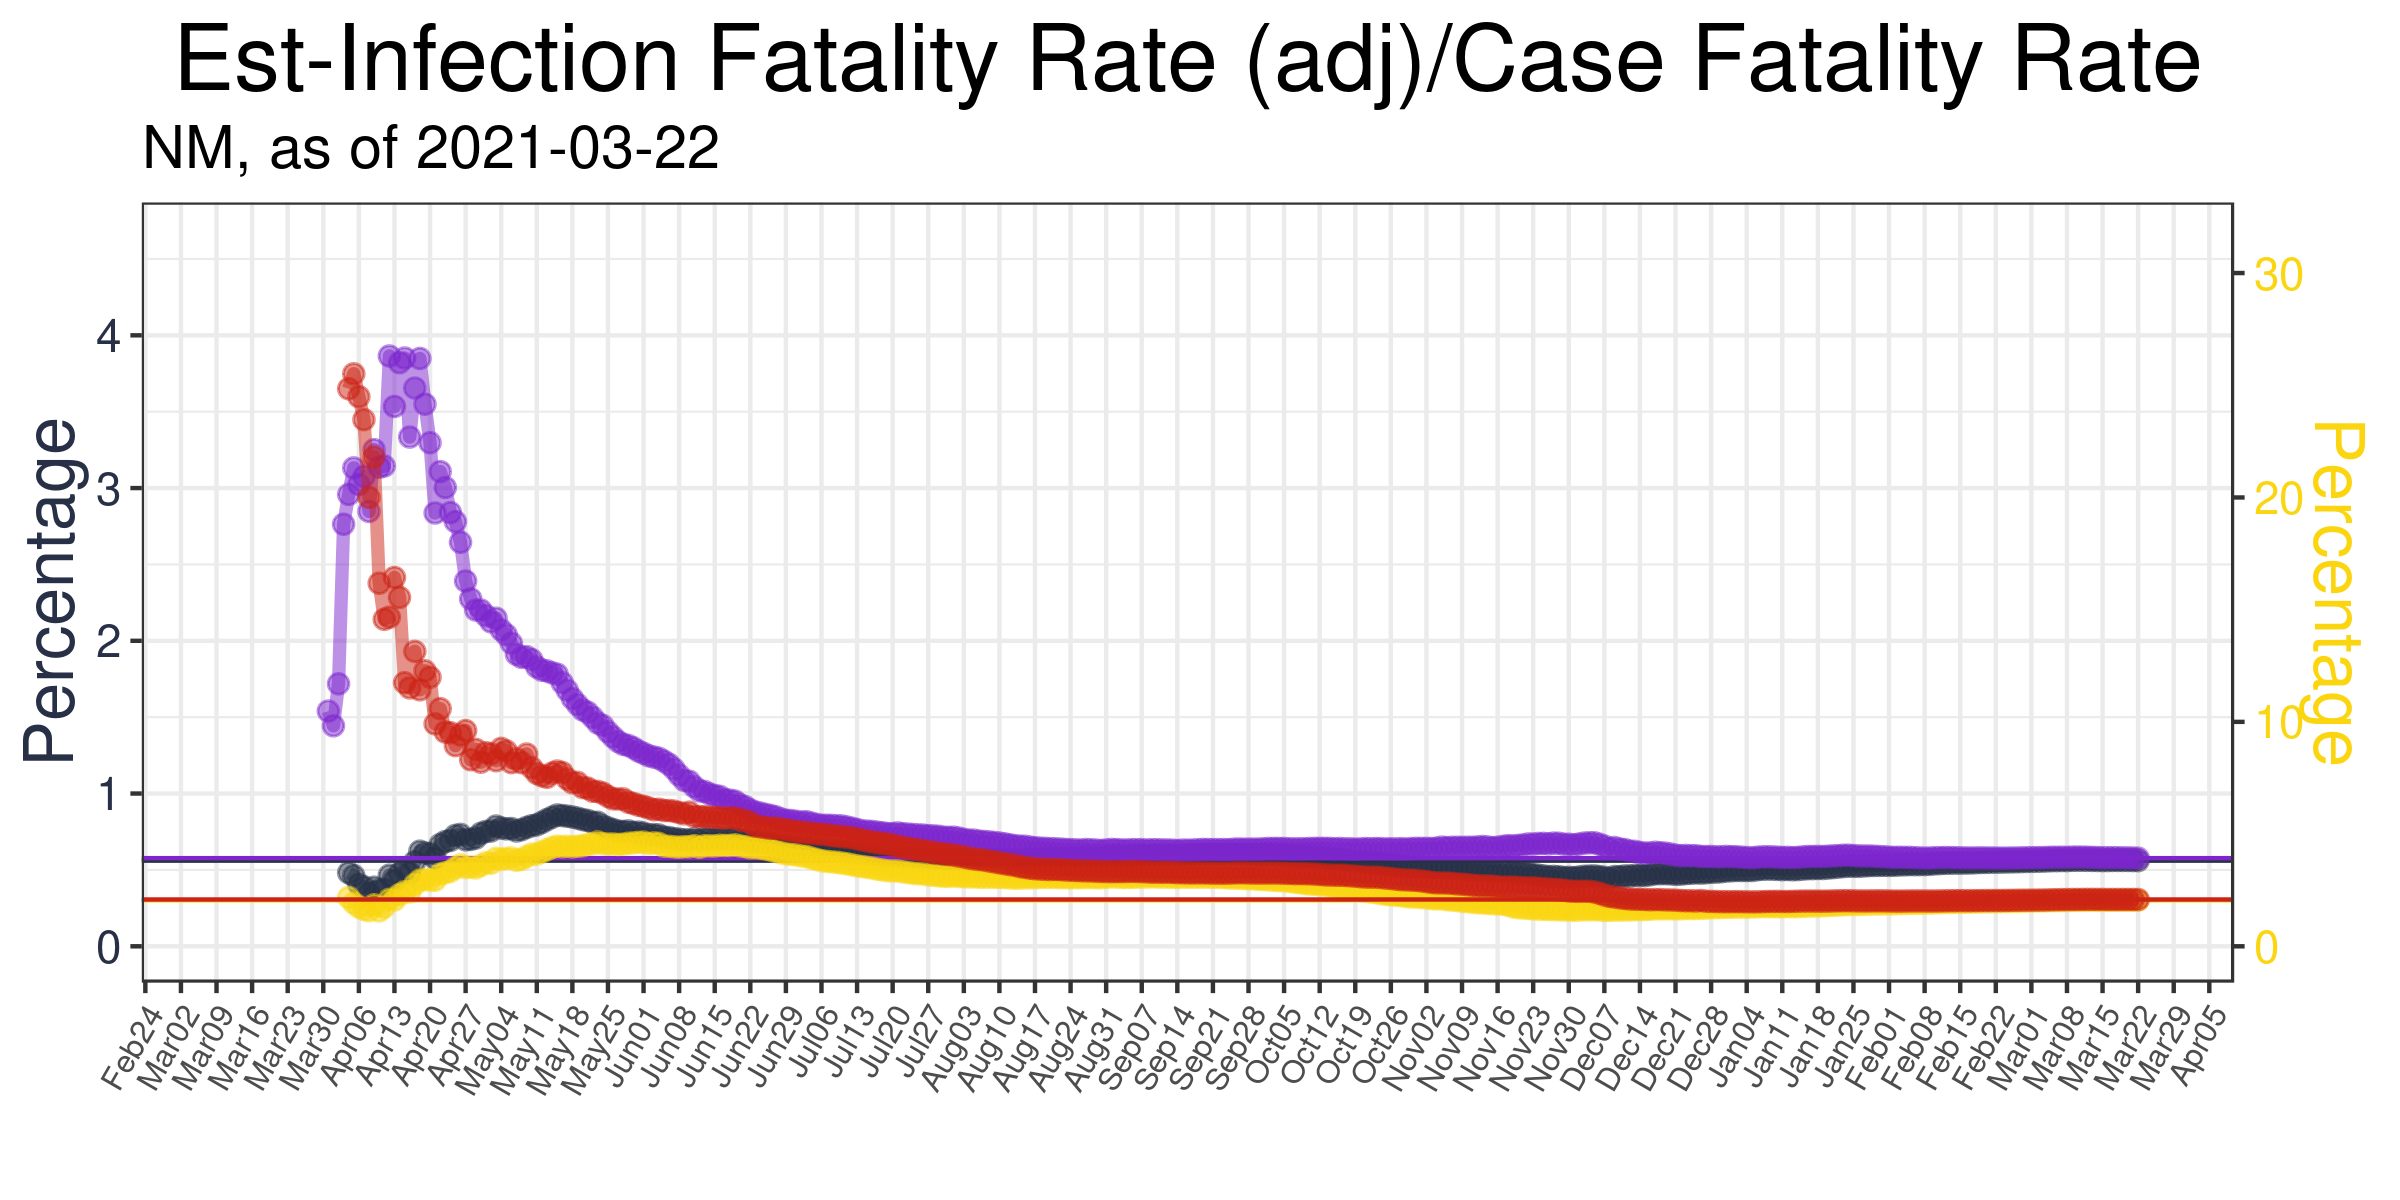 Est-Infection Fatality Rate (adj)/Case Fatality Rate
NM, as of 2021-03-22
Percentage
4
3
2
1
0
30
20
10
0
Percentage
Feb24
Mar02
Mar09
Mar16
Mar23
Mar30
Apr06
Apr13
Apr20
Apr27
May04
May11
May18
May25
Jun01
Jun08
Jun15
Jun22
Jun29
Jul06
Jul13
Jul20
Jul27
Aug03
Aug10
Aug17
Aug24
Aug31
Sep07
Sep14
Sep21
Sep28
Oct05
Oct12
Oct19
Oct26
Nov02
Nov09
Nov16
Nov23
Nov30
Dec07
Dec14
Dec21
Dec28
Jan04
Jan11
Jan18
Jan25
Feb01
Feb08
Feb15
Feb22
Mar01
Mar08
Mar15
Mar22
Mar29
Apr05